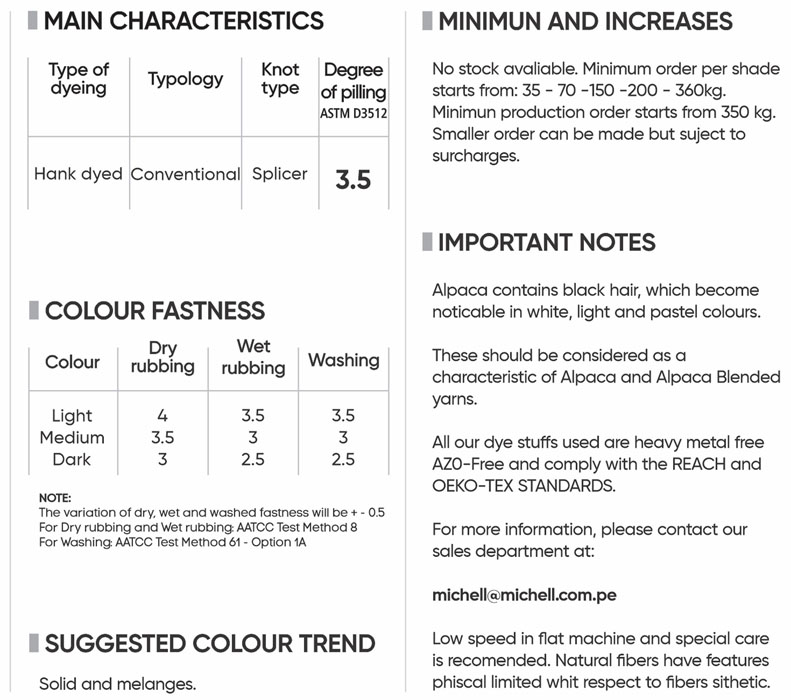 MAIN CHARACTERISTICS
Type of dyeing Typology Knot type Degree of pilling ASTM D3512
Hank dyed Conventional Splicer 3.5
COLOUR FASTNESS
Colour Dry rubbing Wet rubbing Washing
Light 4 3.5 3.5
Medium 3.5 3 3
Dark 3 2.5 2.5
NOTE:
The variation of dry, wet and washed fastness will be + - 0.5
For Dry rubbing and Wet rubbing: AATCC Test Method 8
For Washing: AATCC Test Method 61 - Option 1A
SUGGESTED COLOUR TREND
Solid and melanges.
MINIMUN AND INCREASES
No stock avaliable. Minimum order per shade
starts from: 35 - 70 -150 -200 - 360kg.
Minimun production order starts from 350 kg.
Smaller order can be made but suject to
surcharges.
IMPORTANT NOTES
Alpaca contains black hair, which become
noticable in white, light and pastel colours.
These should be considered as a
characteristic of Alpaca and Alpaca Blended
yarns.
All our dye stuffs used are heavy metal free
AZ0-Free and comply with the REACH and
OEKO-TEX STANDARDS.
For more information, please contact our
sales department at:
michell@michell.com.pe
Low speed in flat machine and special care
is recomended. Natural fibers have features
phiscal limited whit respect to fibers sithetic.